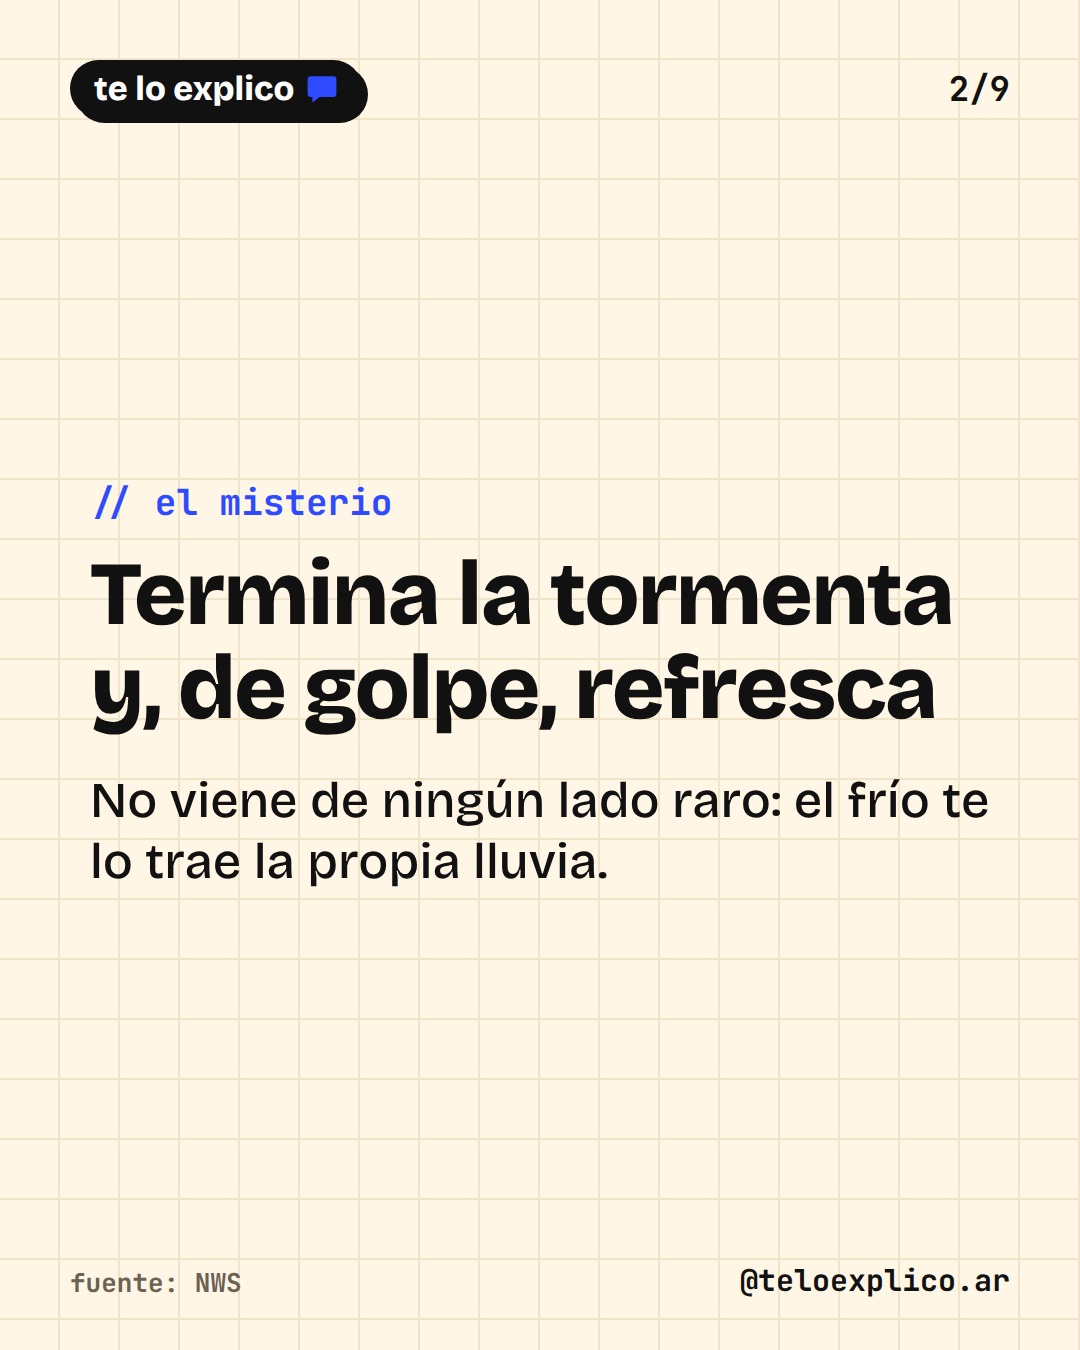 te lo explico
2/9
// el misterio
Termina la tormenta
y, de golpe, refresca
No viene de ningún lado raro: el frío te
lo trae la propia lluvia.
fuente: NWS
@teloexplico.ar